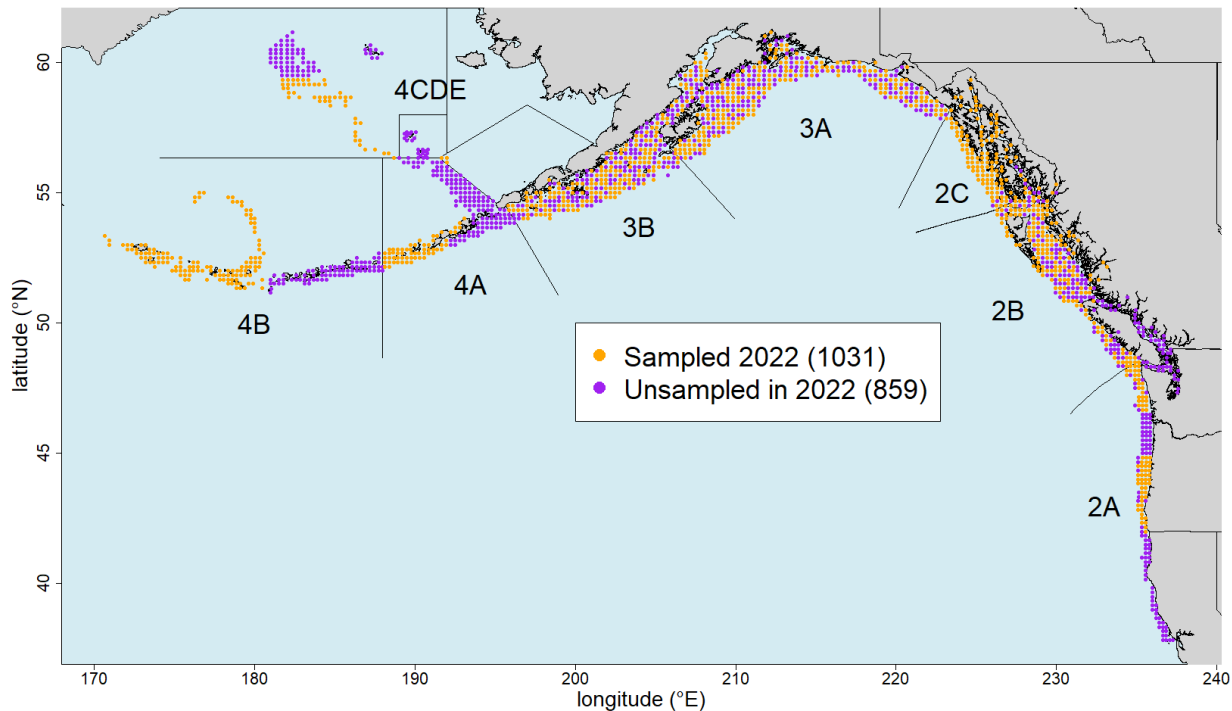 60
55
50
45
40
latitude (°N)
4CDE
3A
2C
3B
4A
2B
4B
Sampled 2022 (1031)
Unsampled in 2022 (859)
2A
170
180
190
200
210
220
230
240
longitude (°E)